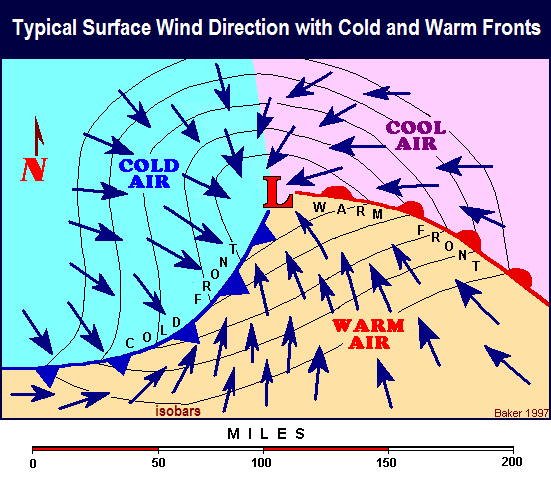 Typical Surface Wind Direction with Cold and Warm Fronts
N
COLD
AIR
COOL
AIR
L
WARM
FRONT
COLD
FRONT
WARM
AIR
isobars
Baker 1997
MILES
0 50 100 150 200